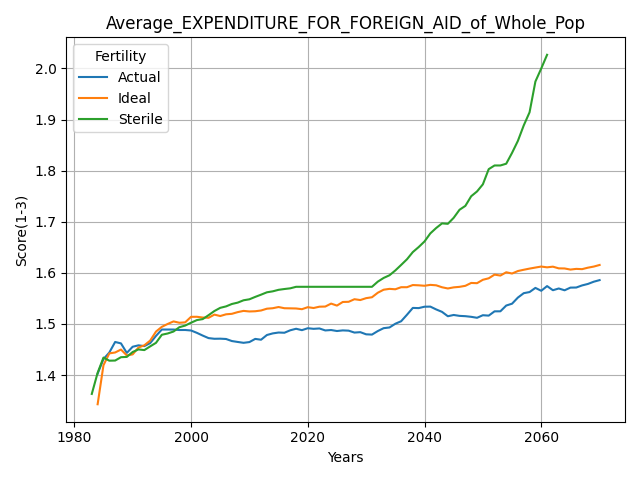 Average_EXPENDITURE_FOR_FOREIGN_AID_of_Whole_Pop
Fertility
Actual
Ideal
Sterile
2.0
1.9
1.8
1.7
1.6
1.5
1.4
Score(1-3)
1980
2000
2020
2040
2060
Years